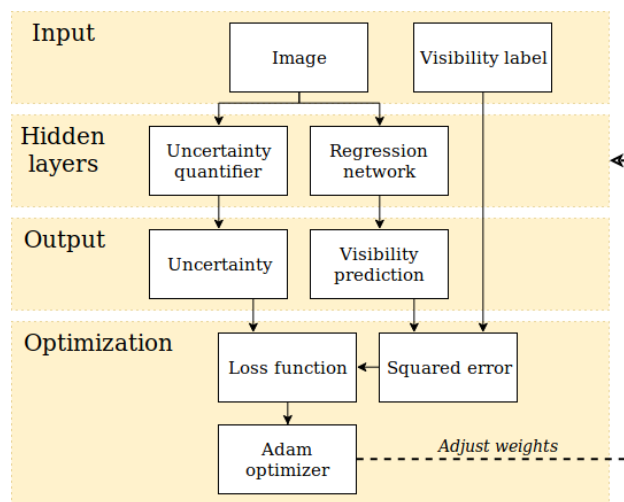 Input
Image
Visibility label
Hidden
layers
Uncertainty
quantifier
Regression
network
Output
Uncertainty
Visibility
prediction
Optimization
Loss function
Squared error
Adam
optimizer
Adjust weights